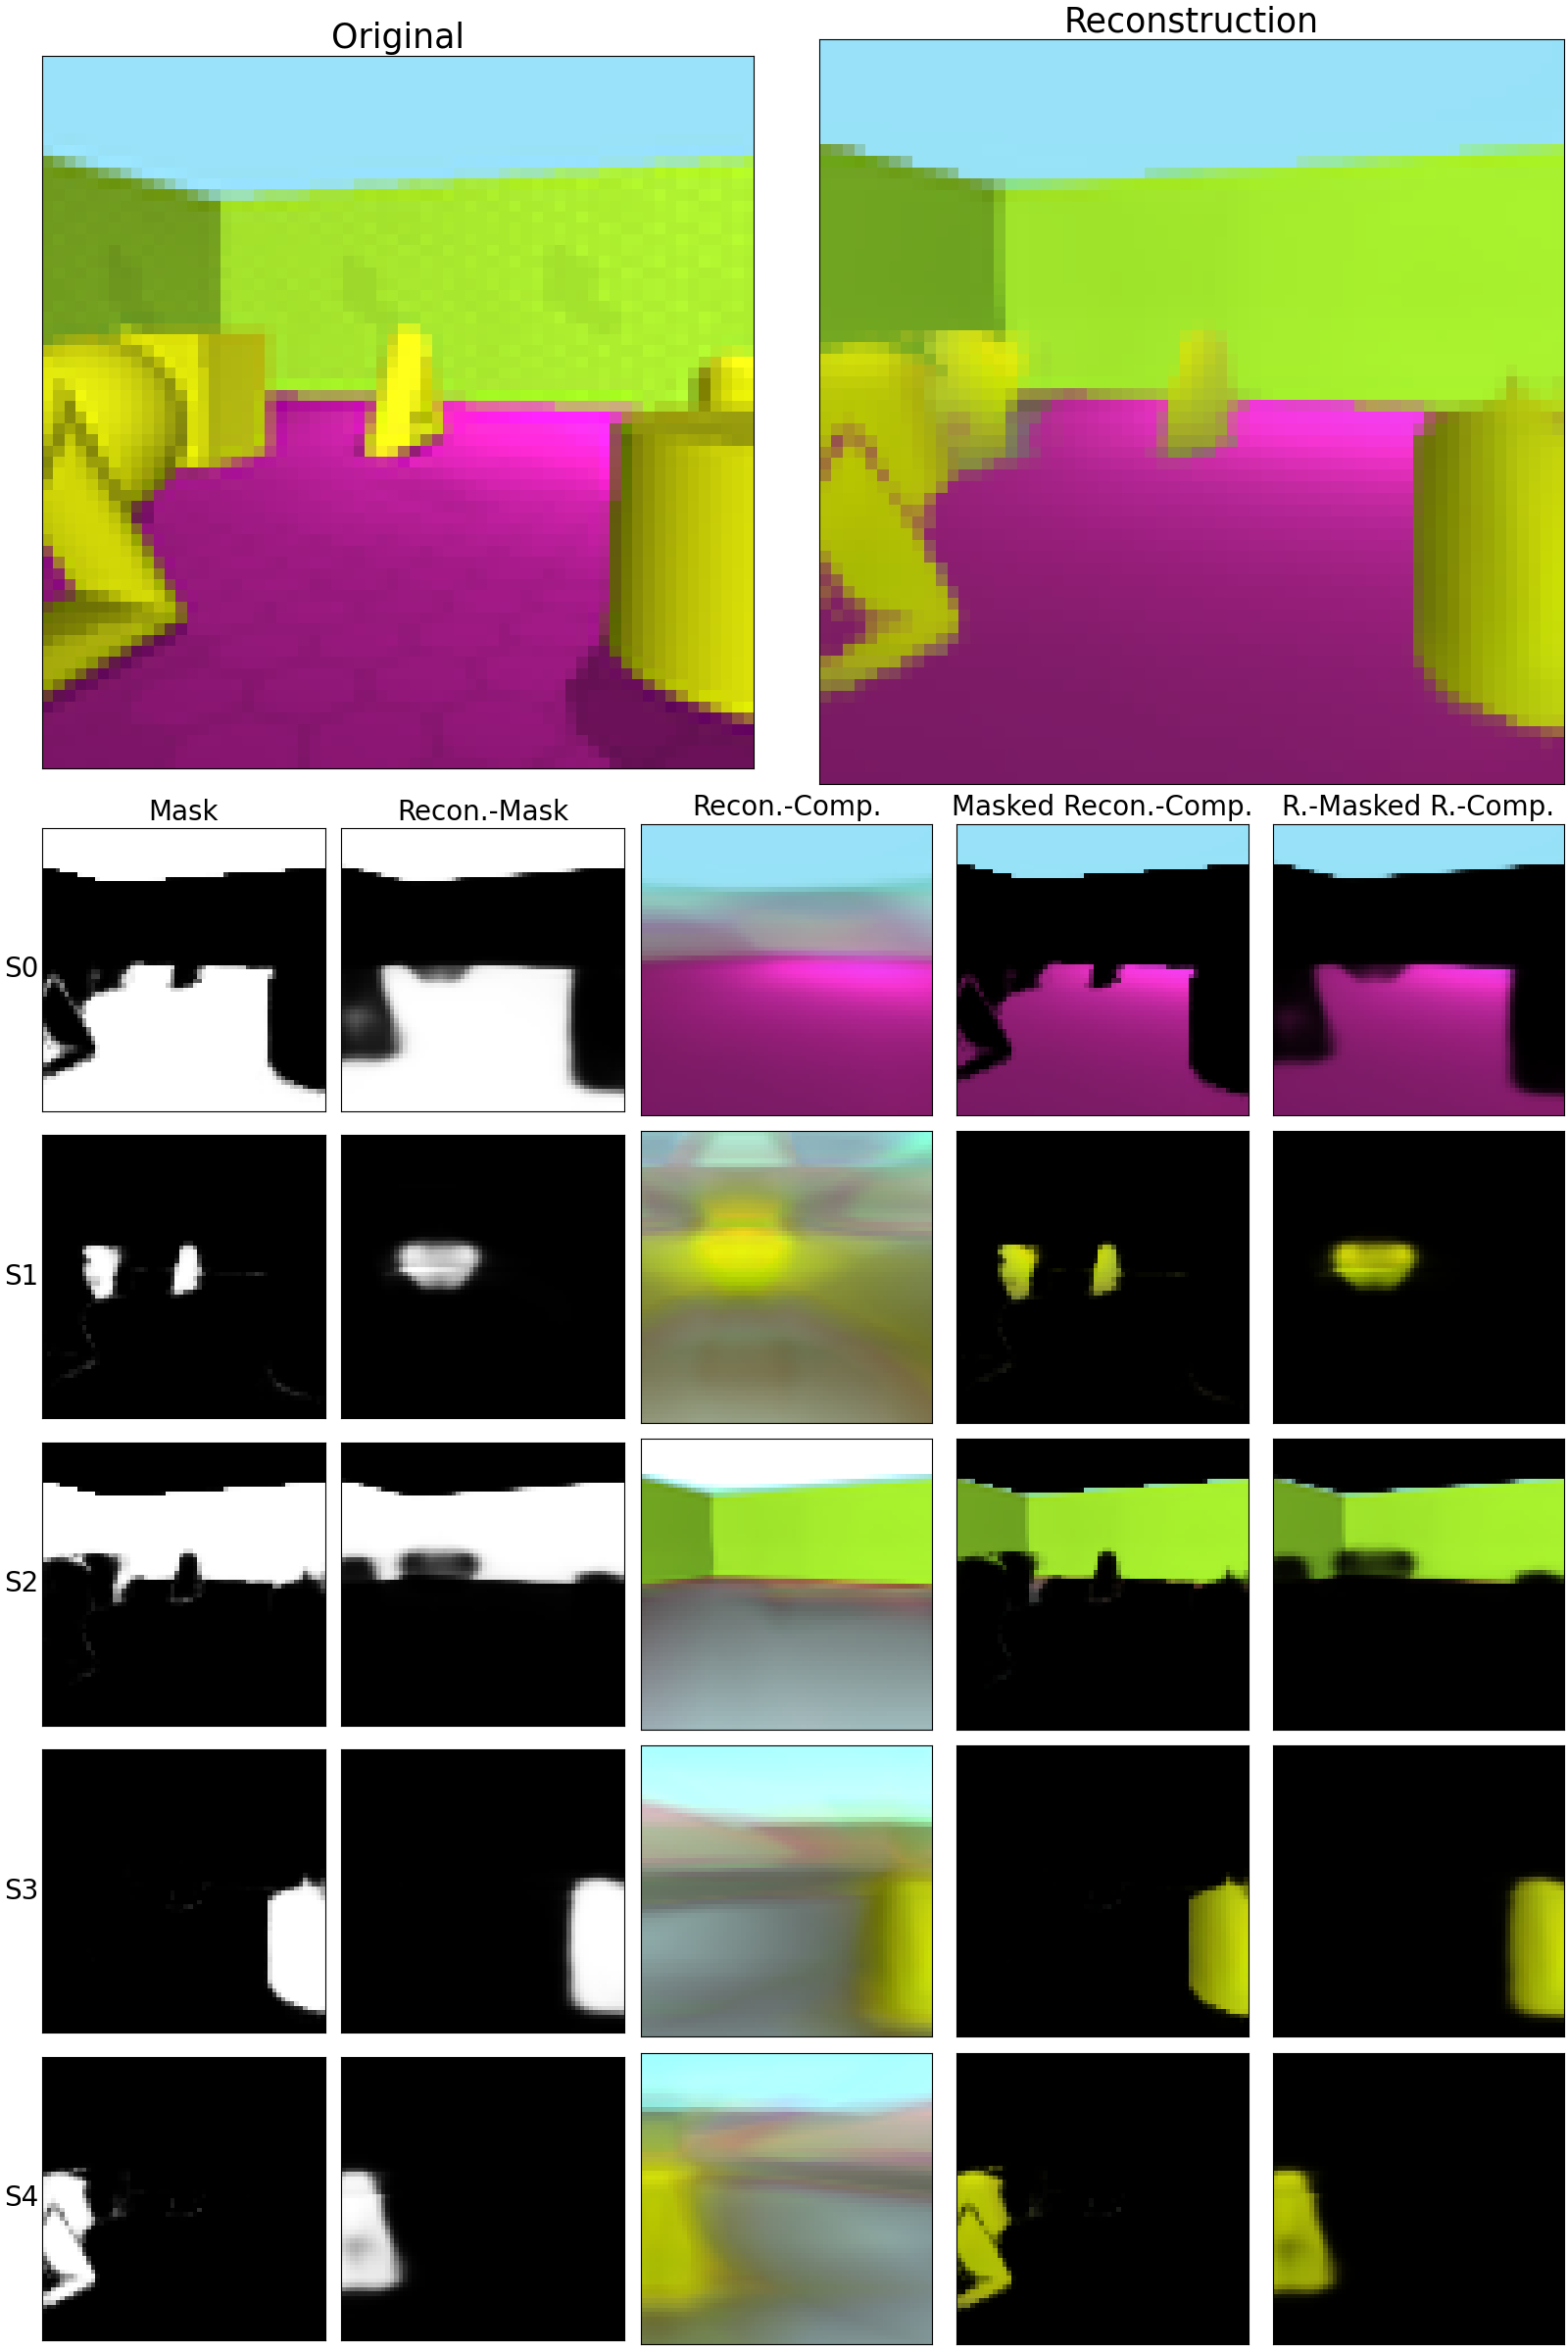 Original
Reconstruction
Mask
Recon.-Mask
Recon.-Comp.
Masked Recon.-Comp.
R.-Masked R.-Comp.
S0
S1
S2
S3
S4